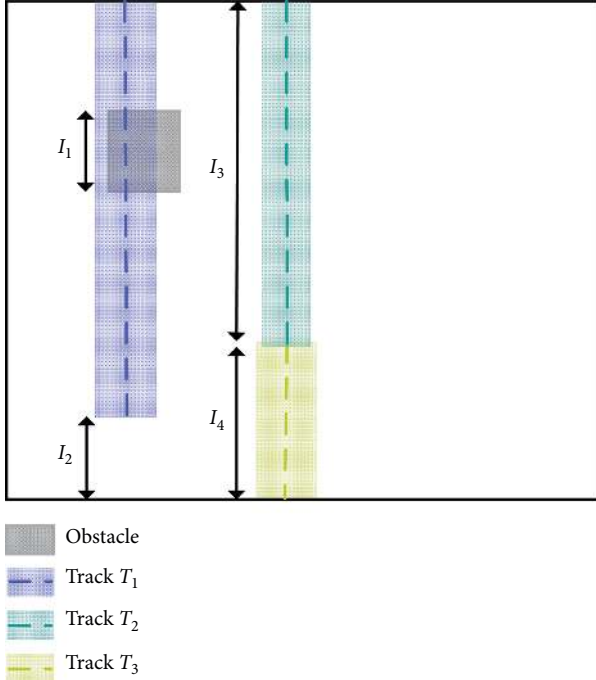 I₁
I₃
I₂
I₄
Obstacle
Track T₁
Track T₂
Track T₃